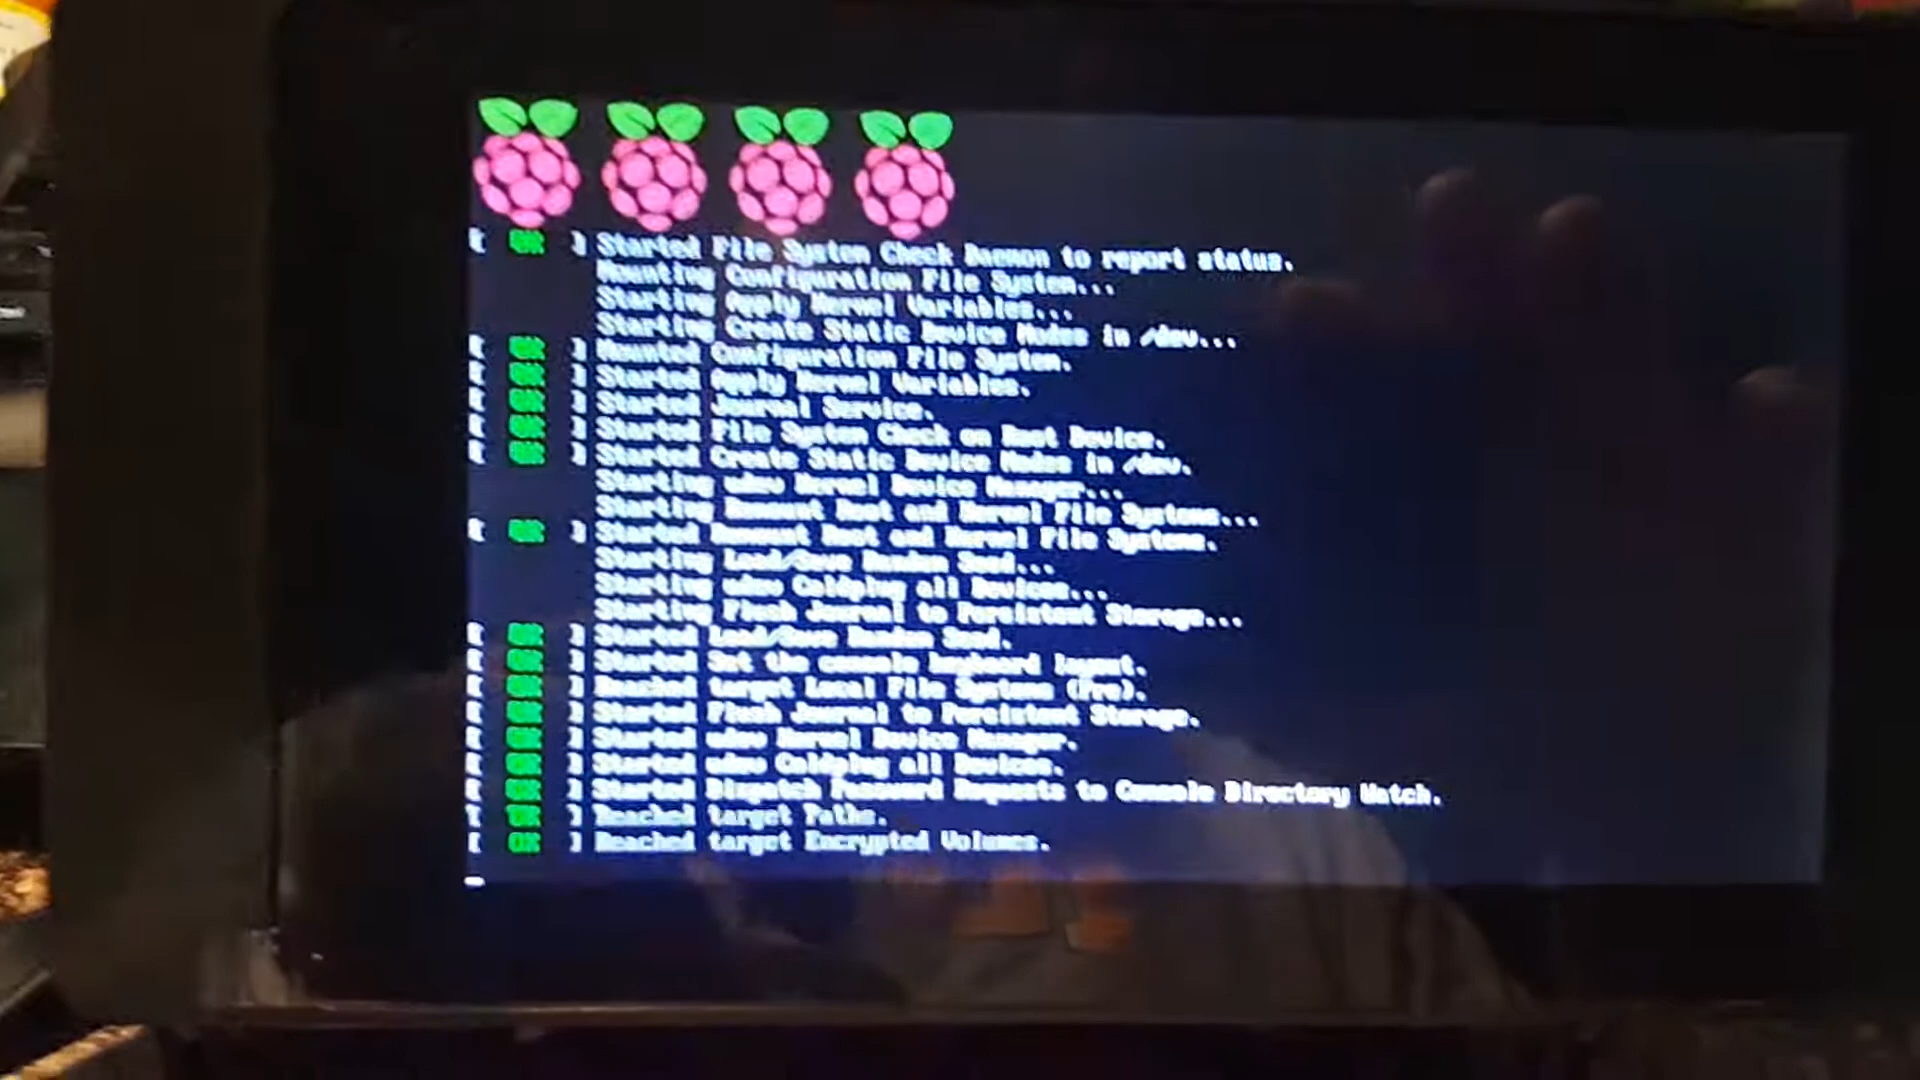 [ OK ] Started File System Check Daemon to report status.
Mounting Configuration File System...
Starting Apply Kernel Variables...
Starting Create Static Device Nodes in /dev...
[ OK ] Mounted Configuration File System.
[ OK ] Started Apply Kernel Variables.
[ OK ] Started Journal Service.
[ OK ] Started File System Check on Root Device.
[ OK ] Started Create Static Device Nodes in /dev.
Starting udev Kernel Device Manager...
Starting Remount Root and Kernel File Systems...
[ OK ] Started Remount Root and Kernel File Systems.
Starting Load/Save Random Seed...
Starting udev Coldplug all Devices...
Starting Flush Journal to Persistent Storage...
[ OK ] Started Load/Save Random Seed.
[ OK ] Started Set the console keyboard layout.
[ OK ] Reached target Local File Systems (Pre).
[ OK ] Started Flush Journal to Persistent Storage.
[ OK ] Started udev Kernel Device Manager.
[ OK ] Started udev Coldplug all Devices.
[ OK ] Started Dispatch Password Requests to Console Directory Watch.
[ OK ] Reached target Paths.
[ OK ] Reached target Encrypted Volumes.